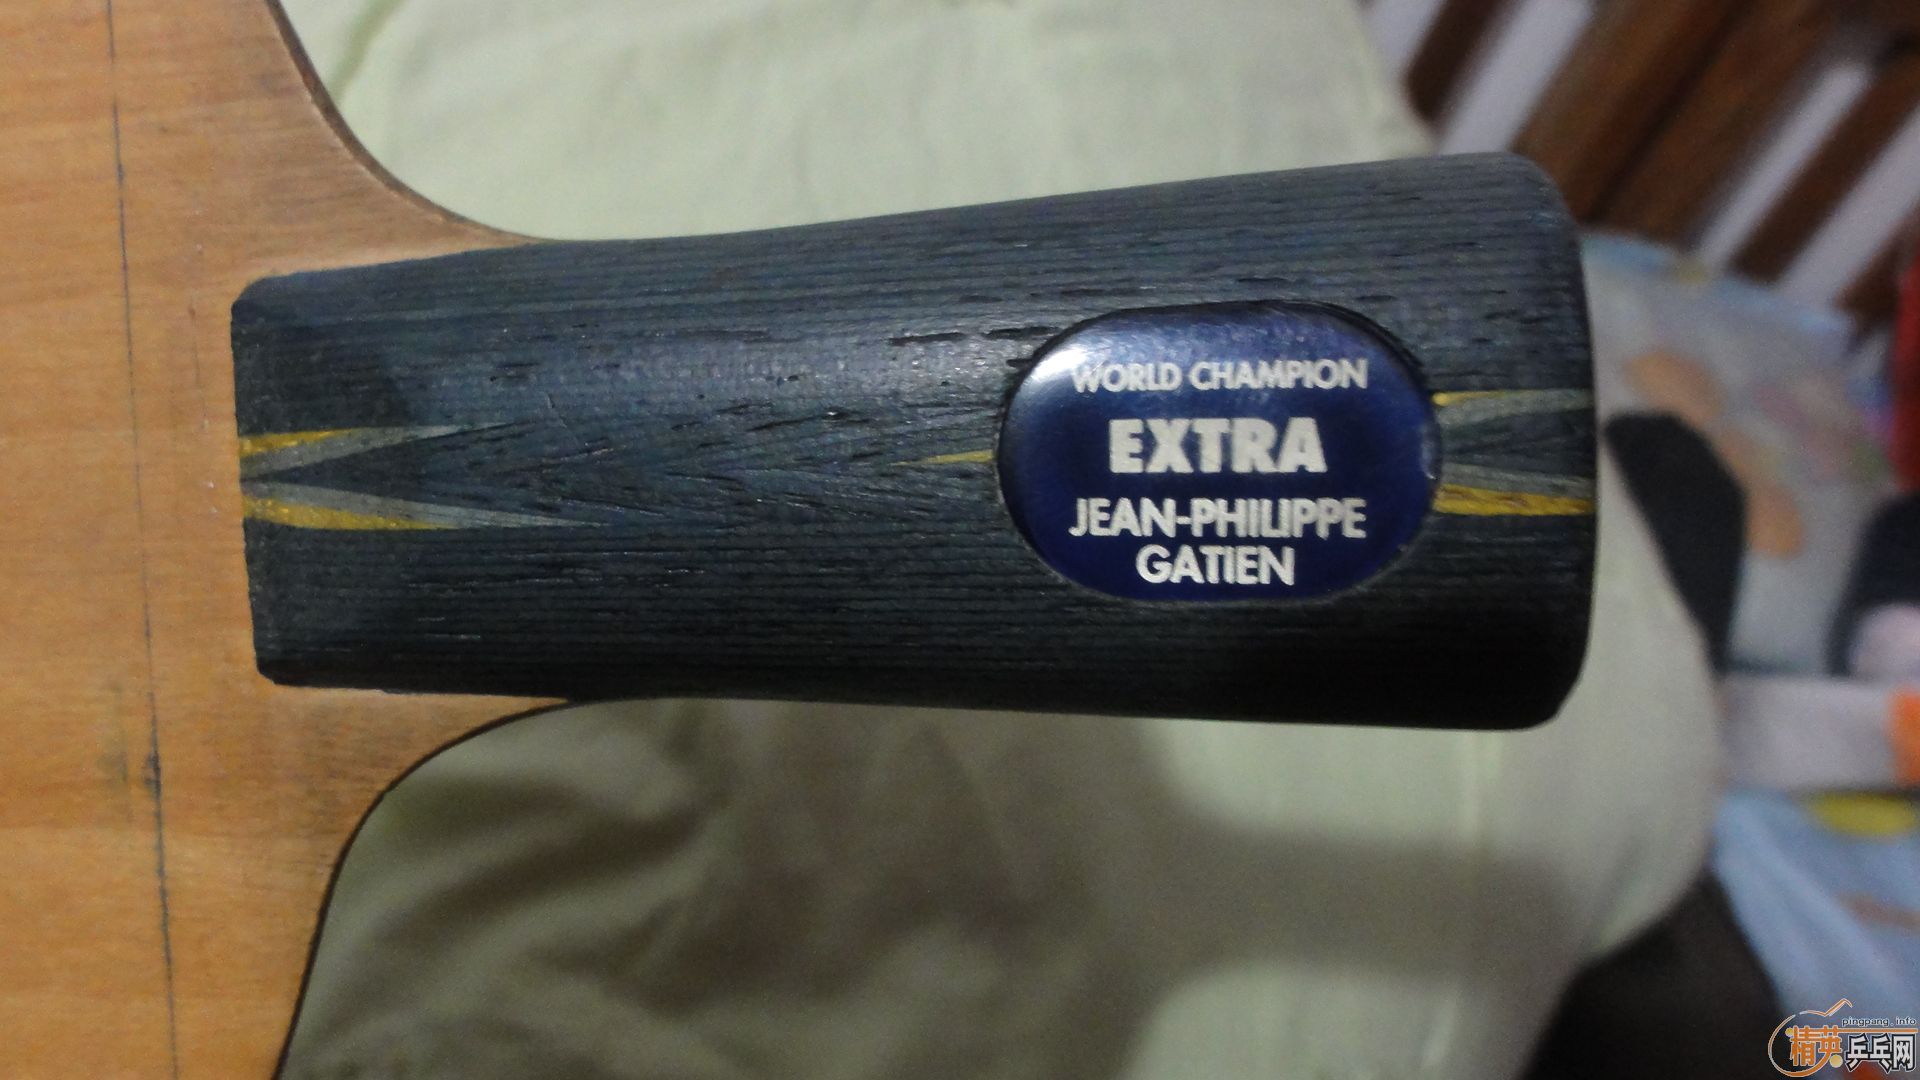 WORLD CHAMPION
EXTRA
JEAN-PHILIPPE
GATIEN
pingpang.info
精英乒乓网